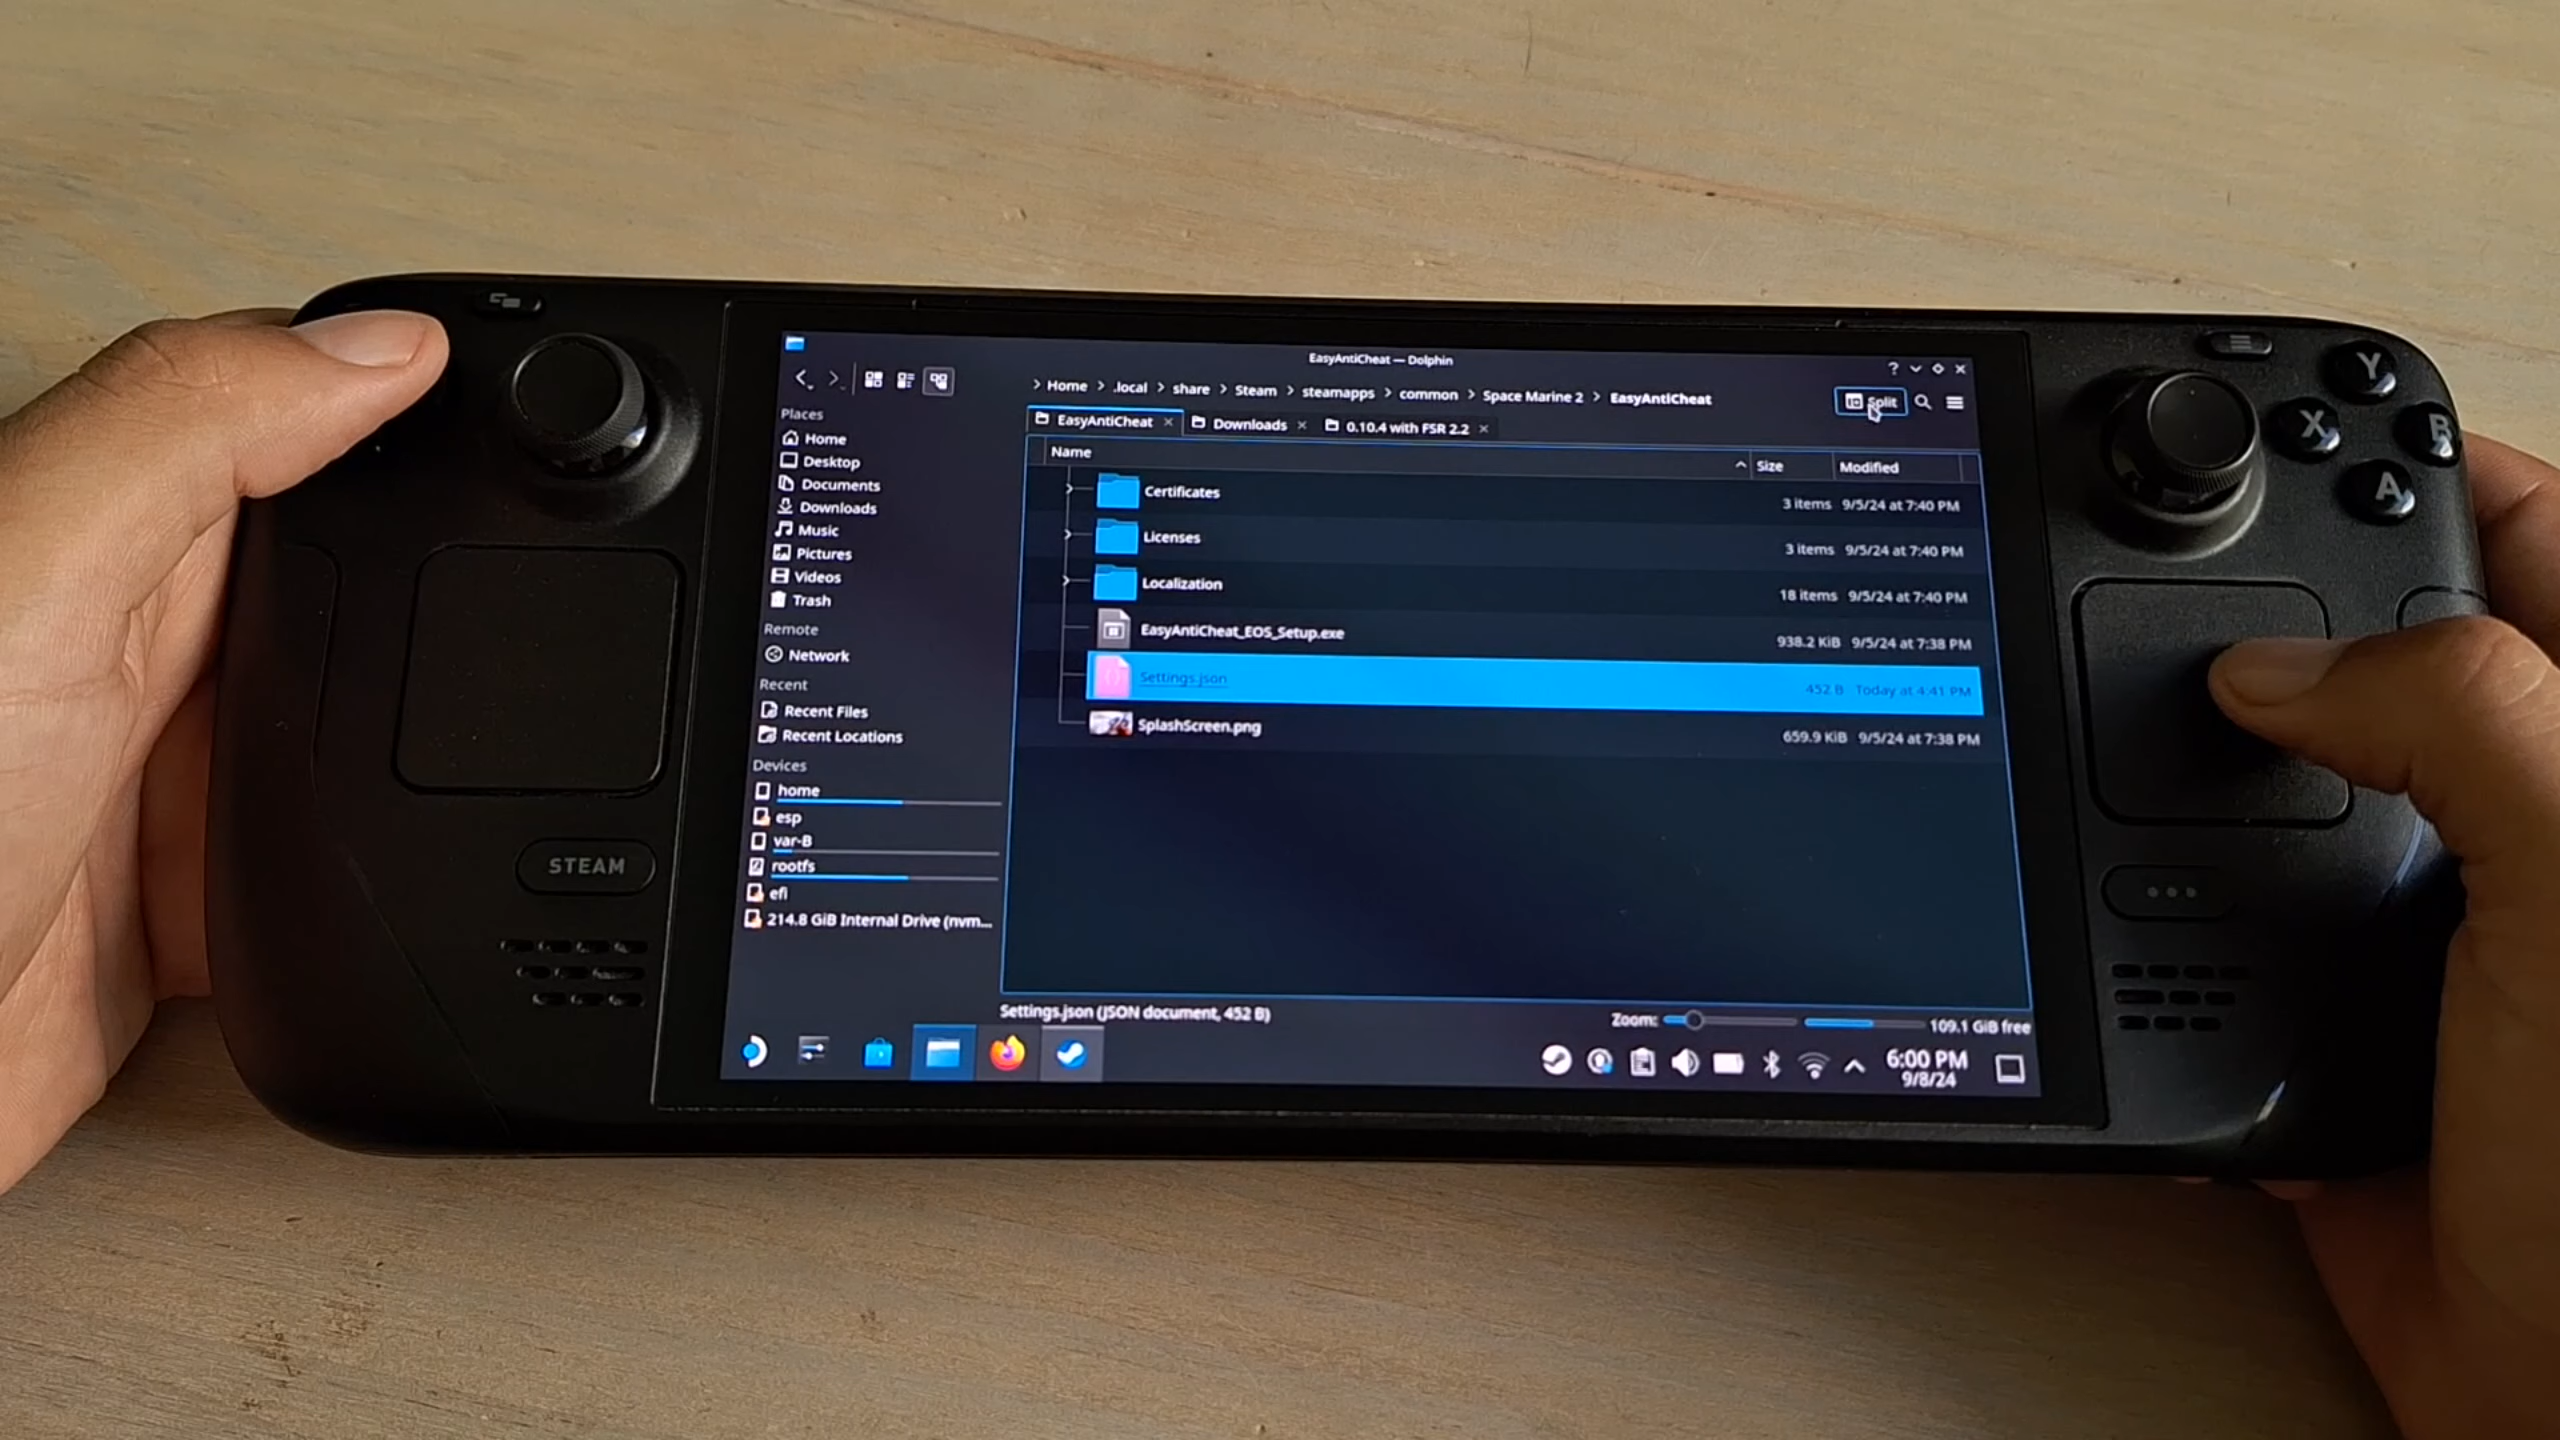 EasyAntiCheat — Dolphin
? 
> Home > .local > share > Steam > steamapps > common > Space Marine 2 > EasyAntiCheat
Split
EasyAntiCheat
Downloads
0.10.4 with FSR 2.2
Places
Home
Desktop
Documents
Downloads
Music
Pictures
Videos
Trash
Remote
Network
Recent
Recent Files
Recent Locations
Devices
home
esp
var-B
rootfs
efi
214.8 GiB Internal Drive (nvm...
Name Size Modified
Certificates 3 items 9/5/24 at 7:40 PM
Licenses 3 items 9/5/24 at 7:40 PM
Localization 18 items 9/5/24 at 7:40 PM
EasyAntiCheat_EOS_Setup.exe 938.2 KiB 9/5/24 at 7:38 PM
Settings.json 452 B Today at 4:41 PM
SplashScreen.png 659.9 KiB 9/5/24 at 7:38 PM
Settings.json (JSON document, 452 B)
Zoom:
109.1 GiB free
6:00 PM
9/8/24
STEAM
Y
X
B
A